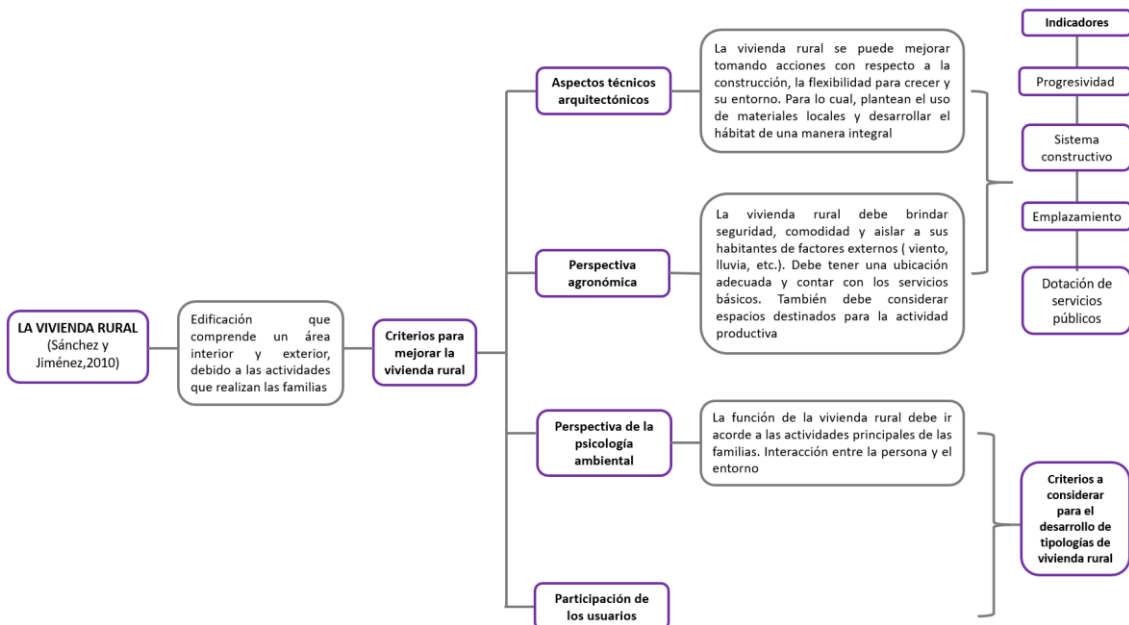 LA VIVIENDA RURAL
(Sánchez y
Jiménez,2010)
Edificación que
comprende un área
interior y exterior,
debido a las actividades
que realizan las familias
Criterios para
mejorar la
vivienda rural
Aspectos técnicos
arquitectónicos
La vivienda rural se puede mejorar
tomando acciones con respecto a la
construcción, la flexibilidad para crecer y
su entorno. Para lo cual, plantean el uso
de materiales locales y desarrollar el
hábitat de una manera integral
Perspectiva
agronómica
La vivienda rural debe brindar
seguridad, comodidad y aislar a sus
habitantes de factores externos ( viento,
lluvia, etc.). Debe tener una ubicación
adecuada y contar con los servicios
básicos. También debe considerar
espacios destinados para la actividad
productiva
Indicadores
Progresividad
Sistema
constructivo
Emplazamiento
Dotación de
servicios
públicos
Perspectiva de la
psicología
ambiental
La función de la vivienda rural debe ir
acorde a las actividades principales de las
familias. Interacción entre la persona y el
entorno
Participación de
los usuarios
Criterios a
considerar
para el
desarrollo de
tipologías de
vivienda rural